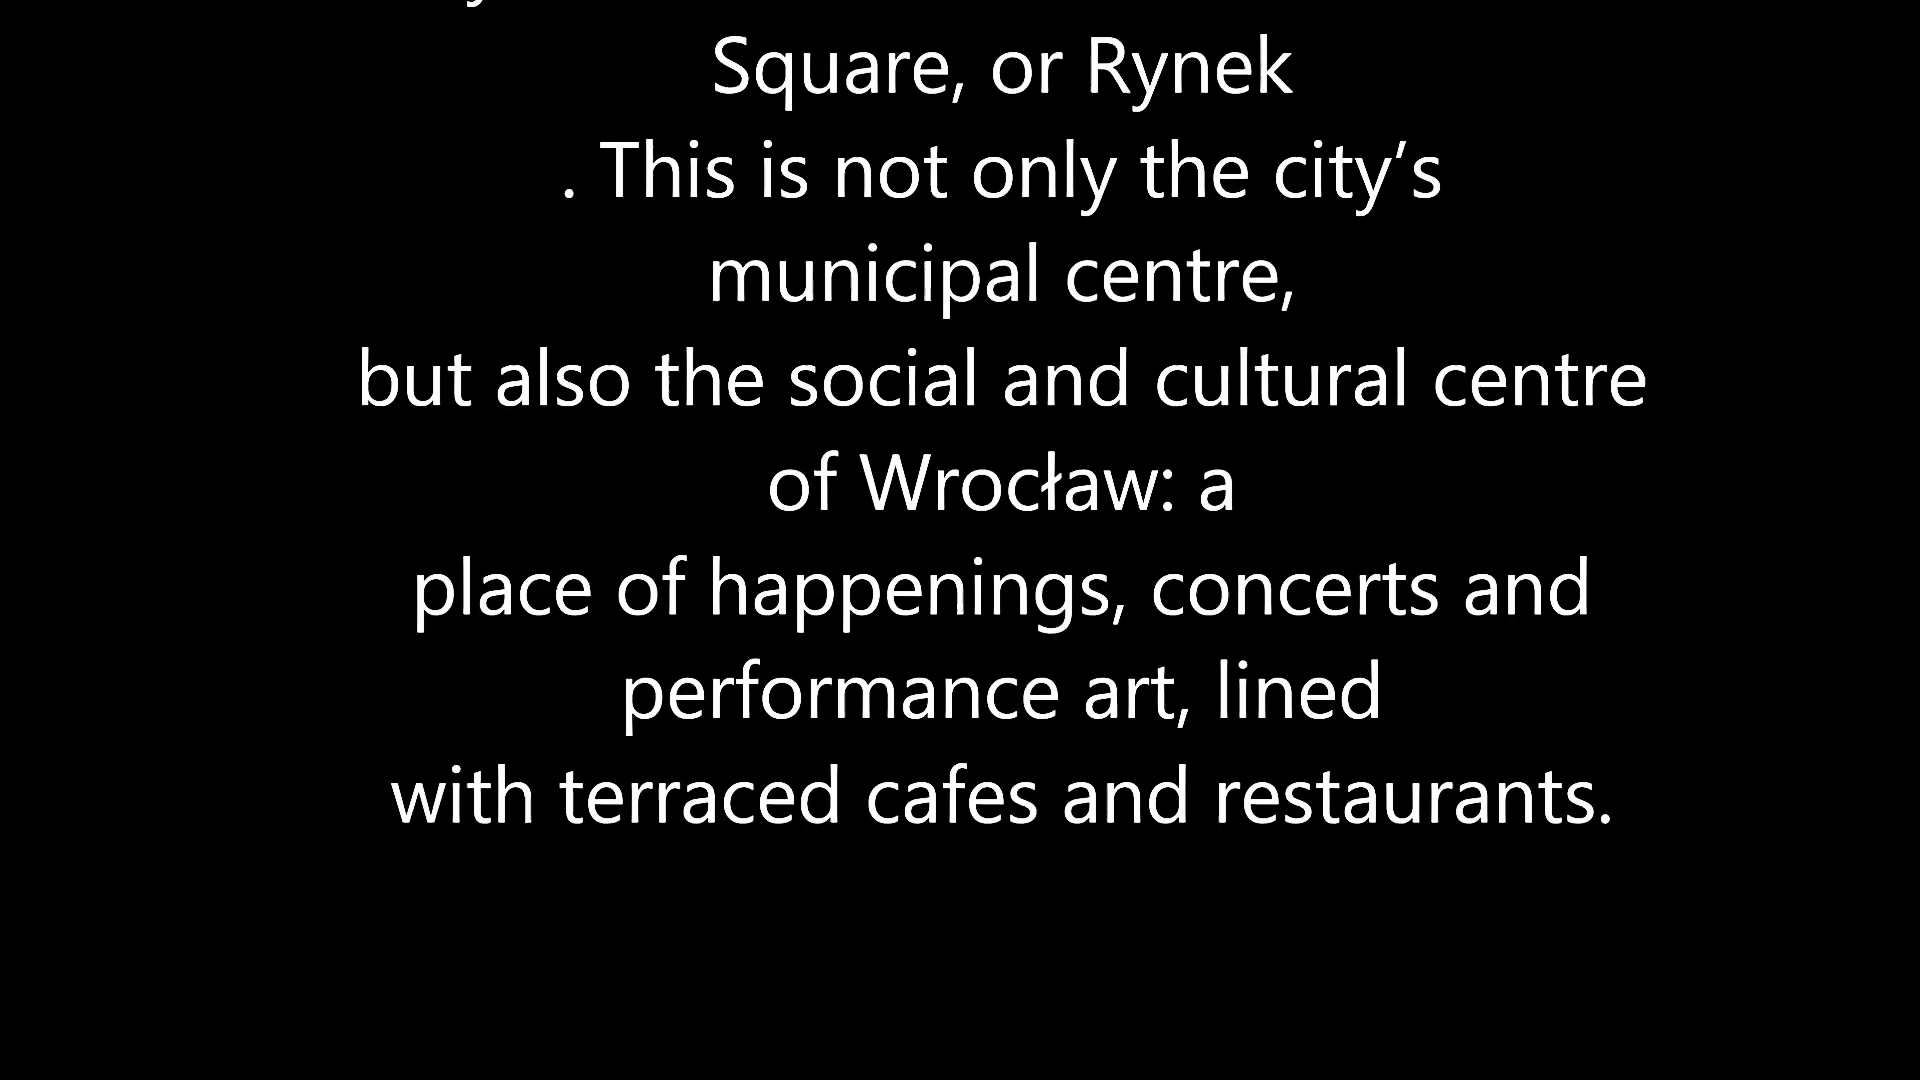 Square, or Rynek
. This is not only the city’s
municipal centre,
but also the social and cultural centre
of Wrocław: a
place of happenings, concerts and
performance art, lined
with terraced cafes and restaurants.